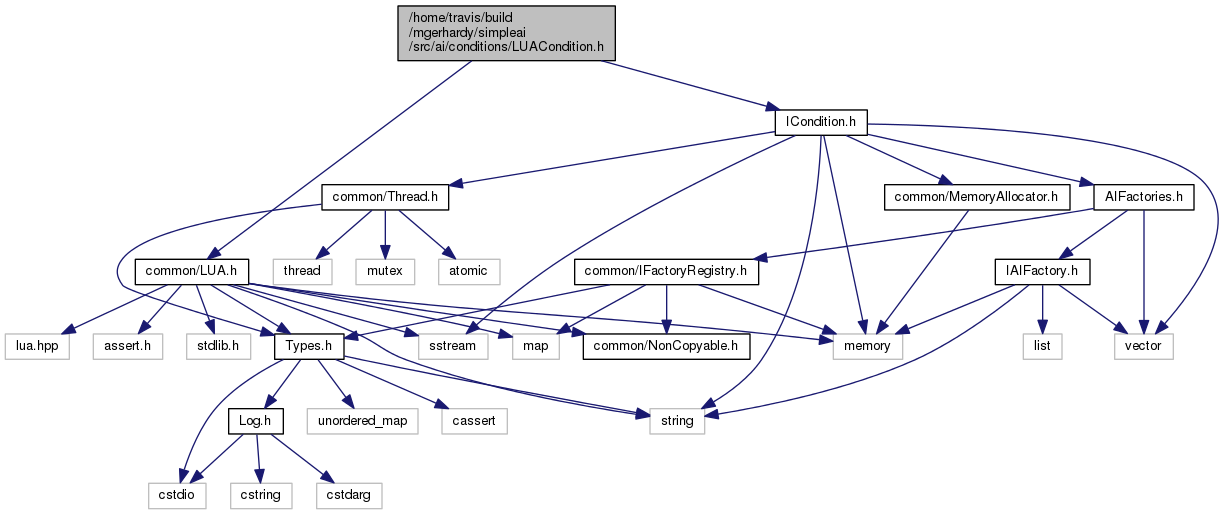 /home/travis/build
/mgerhardy/simpleai
/src/ai/conditions/LUACondition.h
ICondition.h
common/Thread.h
common/MemoryAllocator.h
AIFactories.h
common/LUA.h
thread
mutex
atomic
common/IFactoryRegistry.h
IAIFactory.h
lua.hpp
assert.h
stdlib.h
Types.h
sstream
map
common/NonCopyable.h
memory
list
vector
Log.h
unordered_map
cassert
string
cstdio
cstring
cstdarg